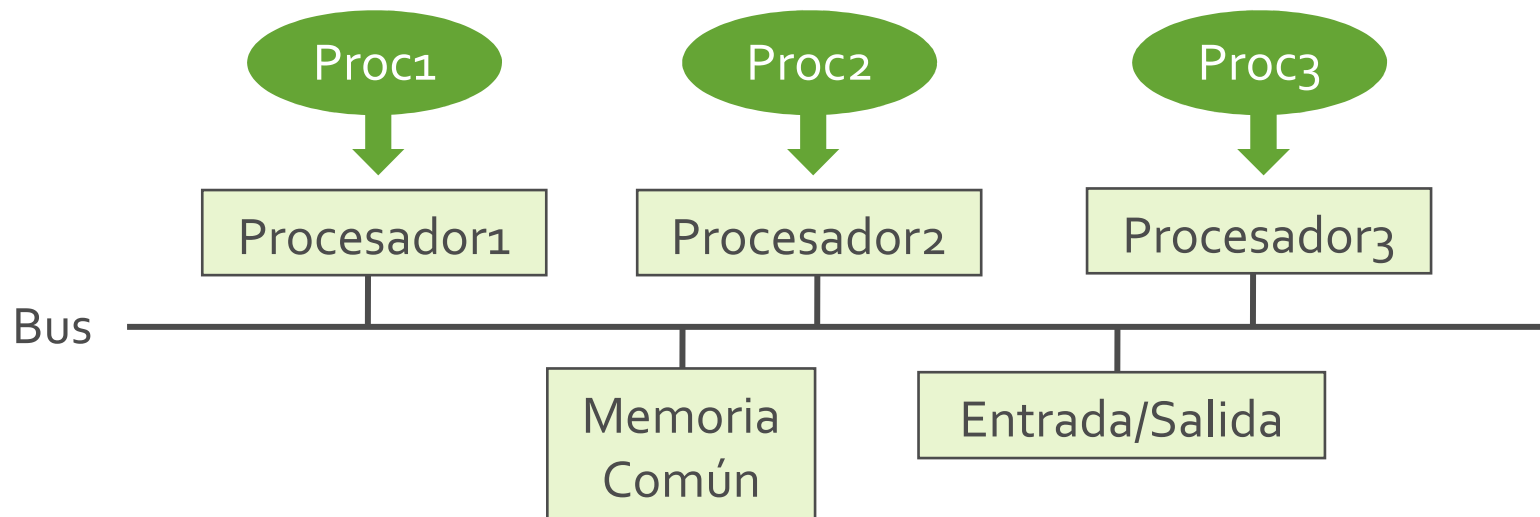 Proc1
Proc2
Proc3
Procesador1
Procesador2
Procesador3
Bus
Memoria
Común
Entrada/Salida